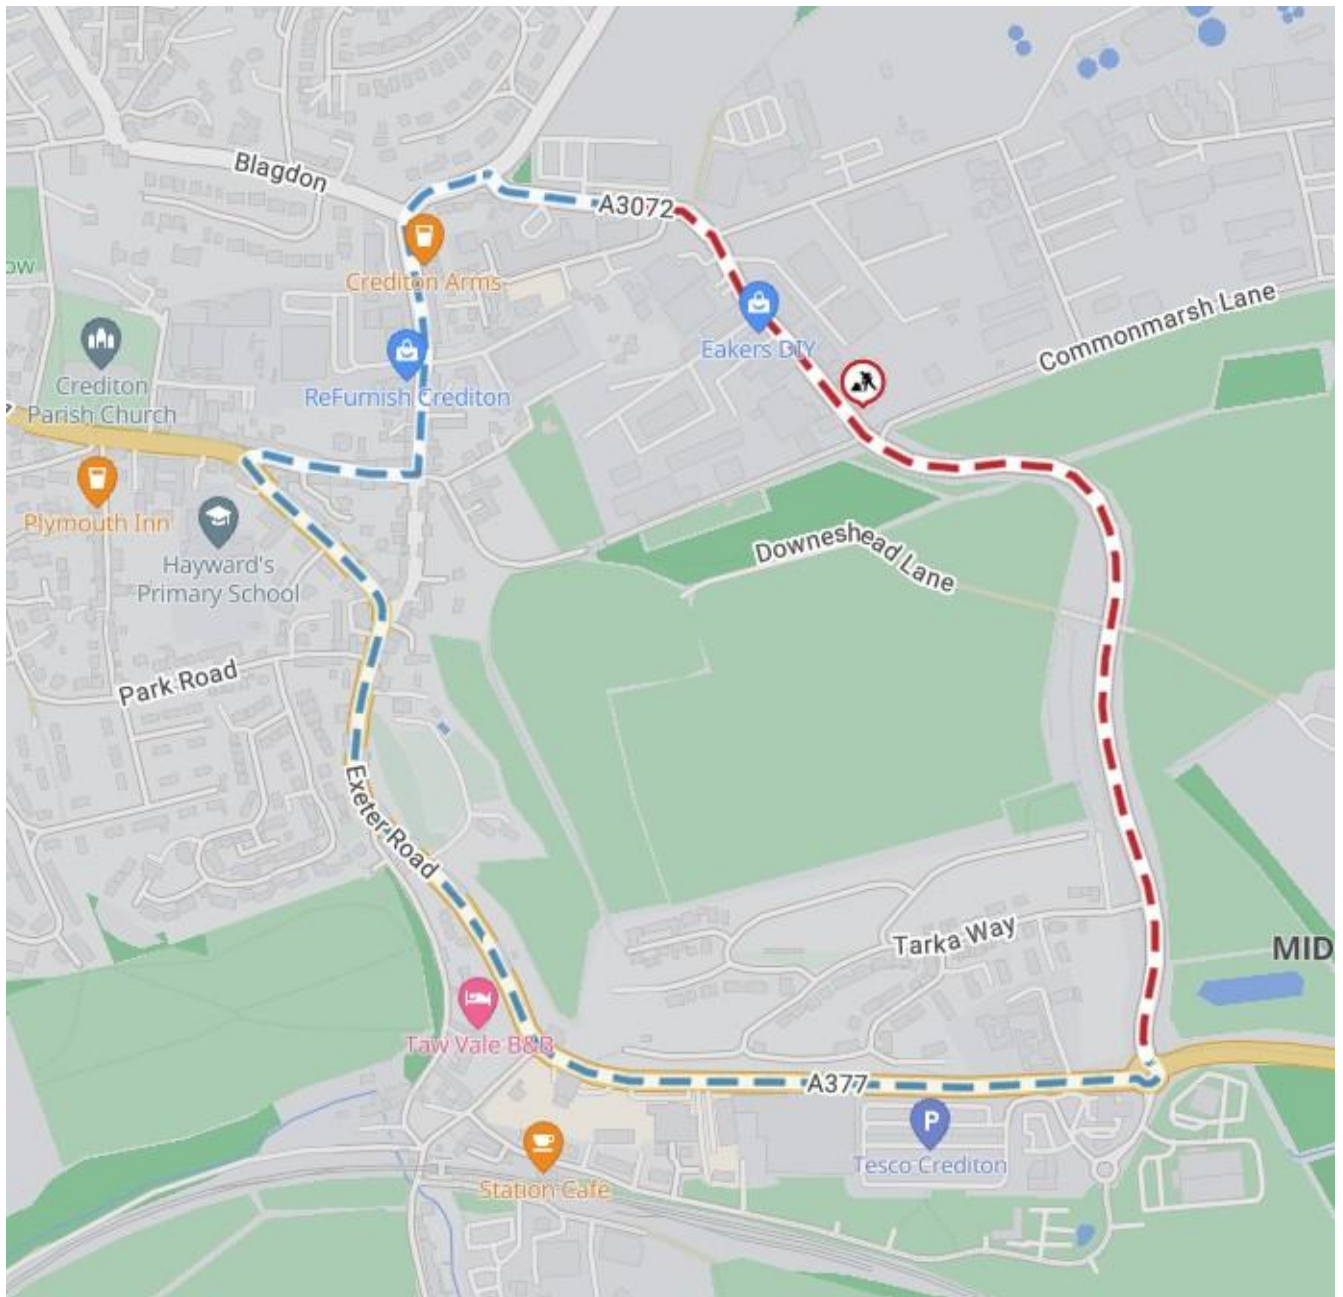 Blagdon
A3072
ow
Crediton Arms
Commonmarsh Lane
Eakers DIY
Crediton
Parish Church
ReFurnish Crediton
Plymouth Inn
Hayward's
Primary School
Downeshead Lane
Park Road
Exeter Road
Tarka Way
MID
Taw Vale B&B
A377
P
Tesco Crediton
Station Cafe